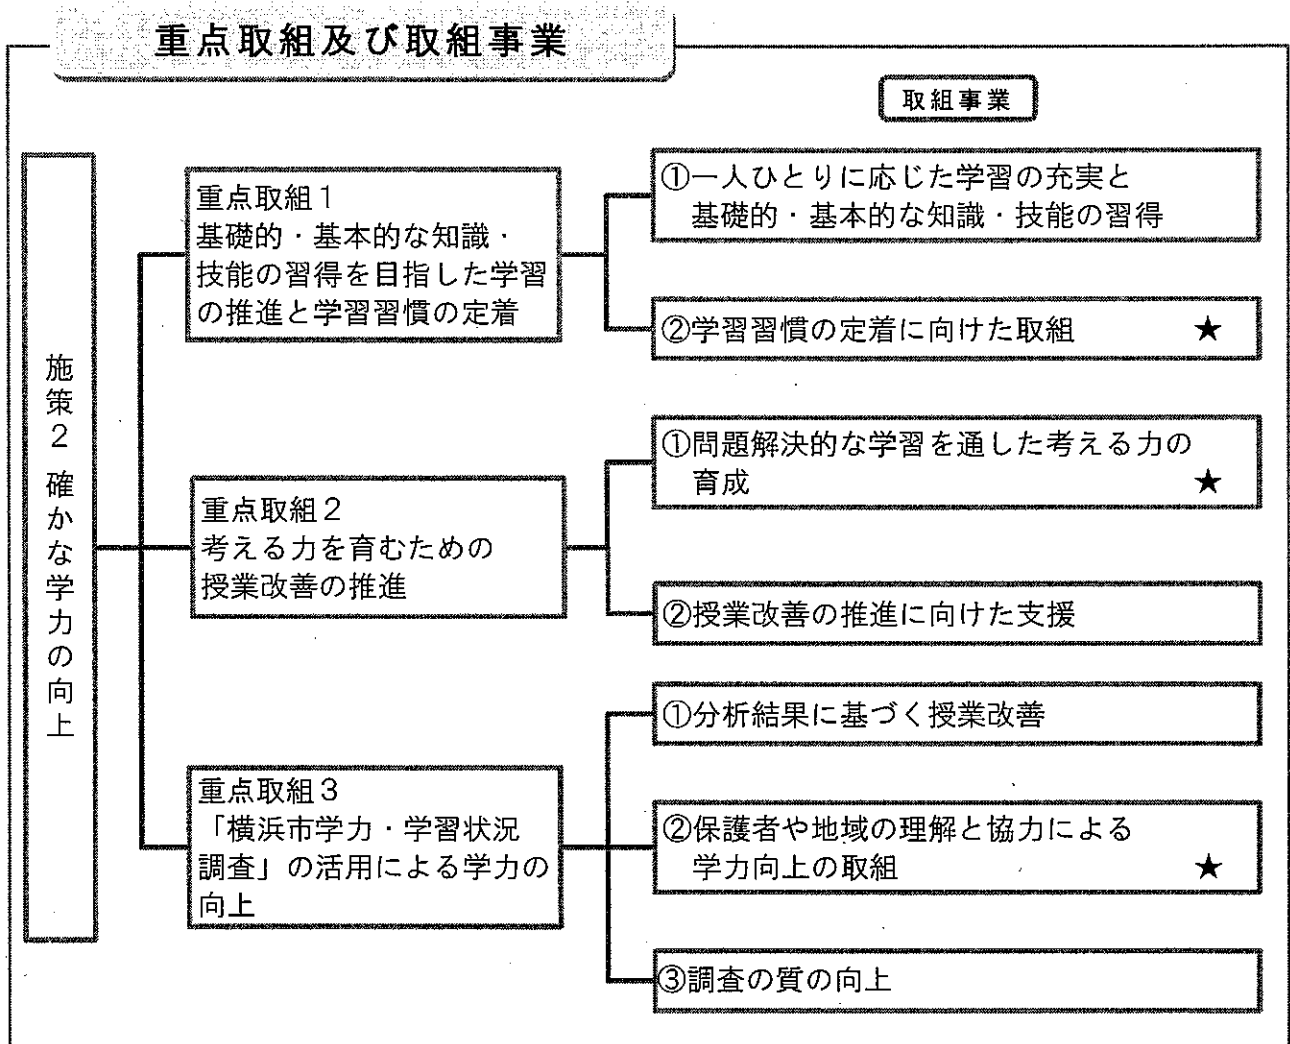 重点取組及び取組事業
取組事業
施策２ 確かな学力の向上
重点取組１
基礎的・基本的な知識・
技能の習得を目指した学習
の推進と学習習慣の定着
①一人ひとりに応じた学習の充実と
基礎的・基本的な知識・技能の習得
②学習習慣の定着に向けた取組 ★
重点取組２
考える力を育むための
授業改善の推進
①問題解決的な学習を通した考える力の
育成 ★
②授業改善の推進に向けた支援
重点取組３
「横浜市学力・学習状況
調査」の活用による学力の
向上
①分析結果に基づく授業改善
②保護者や地域の理解と協力による
学力向上の取組 ★
③調査の質の向上